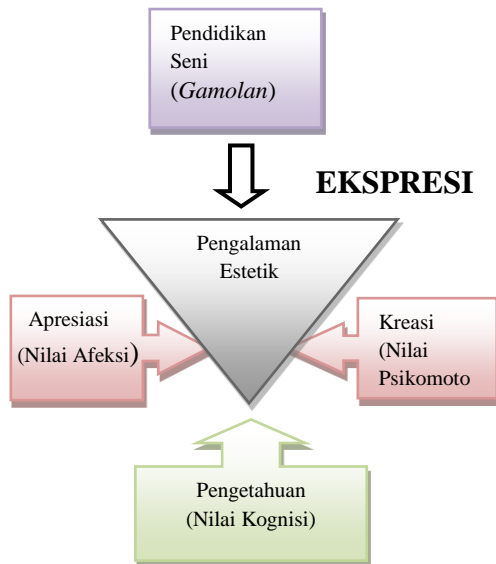 Pendidikan
Seni
(Gamolan)
EKSPRESI
Pengalaman
Estetik
Apresiasi
(Nilai Afeksi)
Kreasi
(Nilai
Psikomoto
Pengetahuan
(Nilai Kognisi)